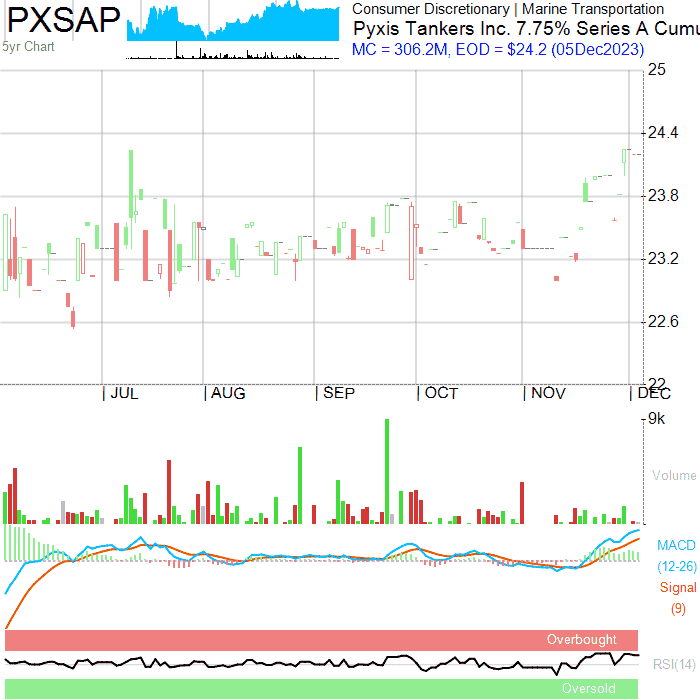 PXSAP
5yr Chart
Consumer Discretionary | Marine Transportation
Pyxis Tankers Inc. 7.75% Series A Cumu
MC = 306.2M, EOD = $24.2 (05Dec2023)
25
24.4
23.8
23.2
22.6
22
| JUL | AUG | SEP | OCT | NOV | DEC
9k
Volume
MACD
(12-26)
Signal
(9)
Overbought
RSI(14)
Oversold